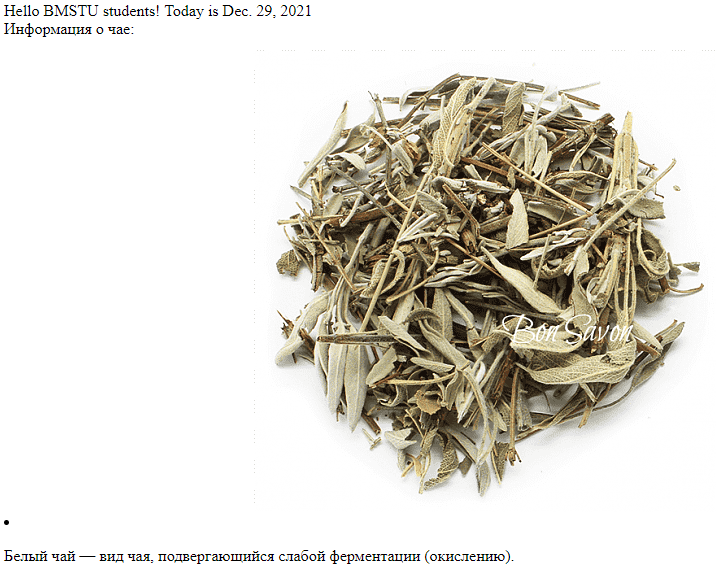 Hello BMSTU students! Today is Dec. 29, 2021
Информация о чае:
Bon Savon
Белый чай — вид чая, подвергающийся слабой ферментации (окислению).